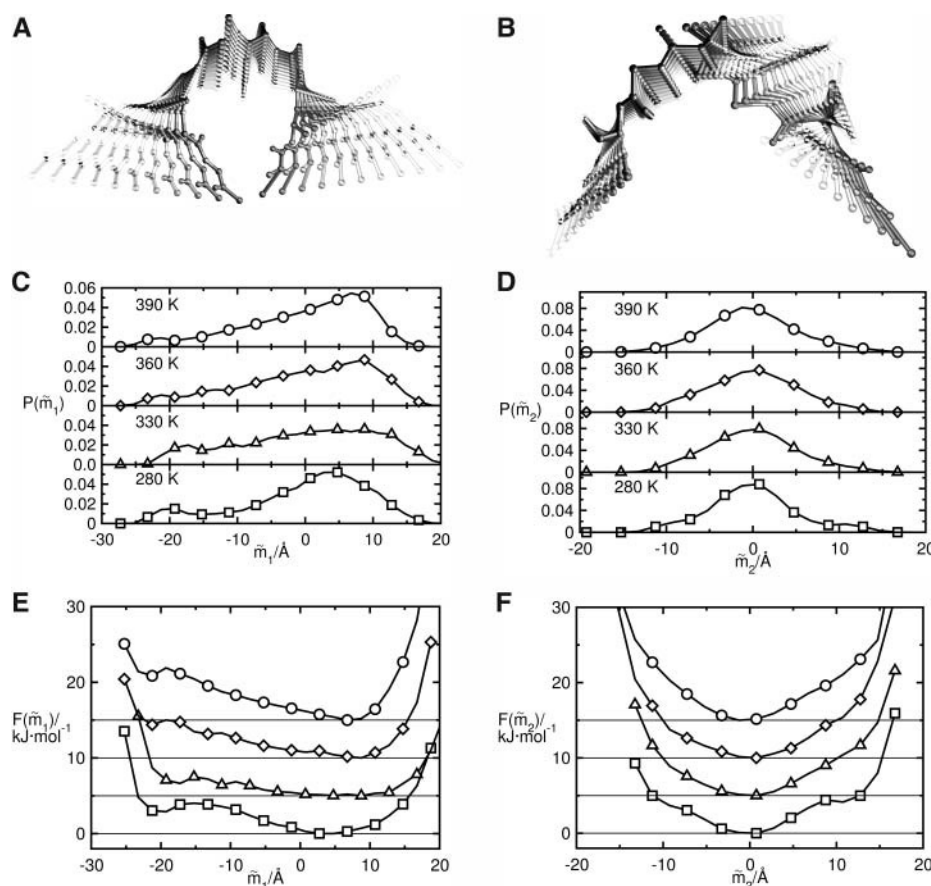 A
B
C
0.06
0.04
0.02
0
390 K
0.04
0.02
0
360 K
P(m̃₁)
0.04
0.02
0.0
330 K
0.04
0.02
0
280 K
-30 -20 -10 0 10 20
m̃₁/Å
D
0.08
0.04
0
390 K
0.08
0.04
0
360 K
P(m̃₂)
0.08
0.04
0
330 K
0.08
0.04
0
280 K
-20 -10 0 10 20
m̃₂/Å
E
30
20
F(m̃₁)/
kJ·mol⁻¹
10
0
-30 -20 -10 0 10 20
m̃₁/Å
F
30
20
F(m̃₂)/
kJ·mol⁻¹
10
0
-20 -10 0 10 20
m̃₂/Å